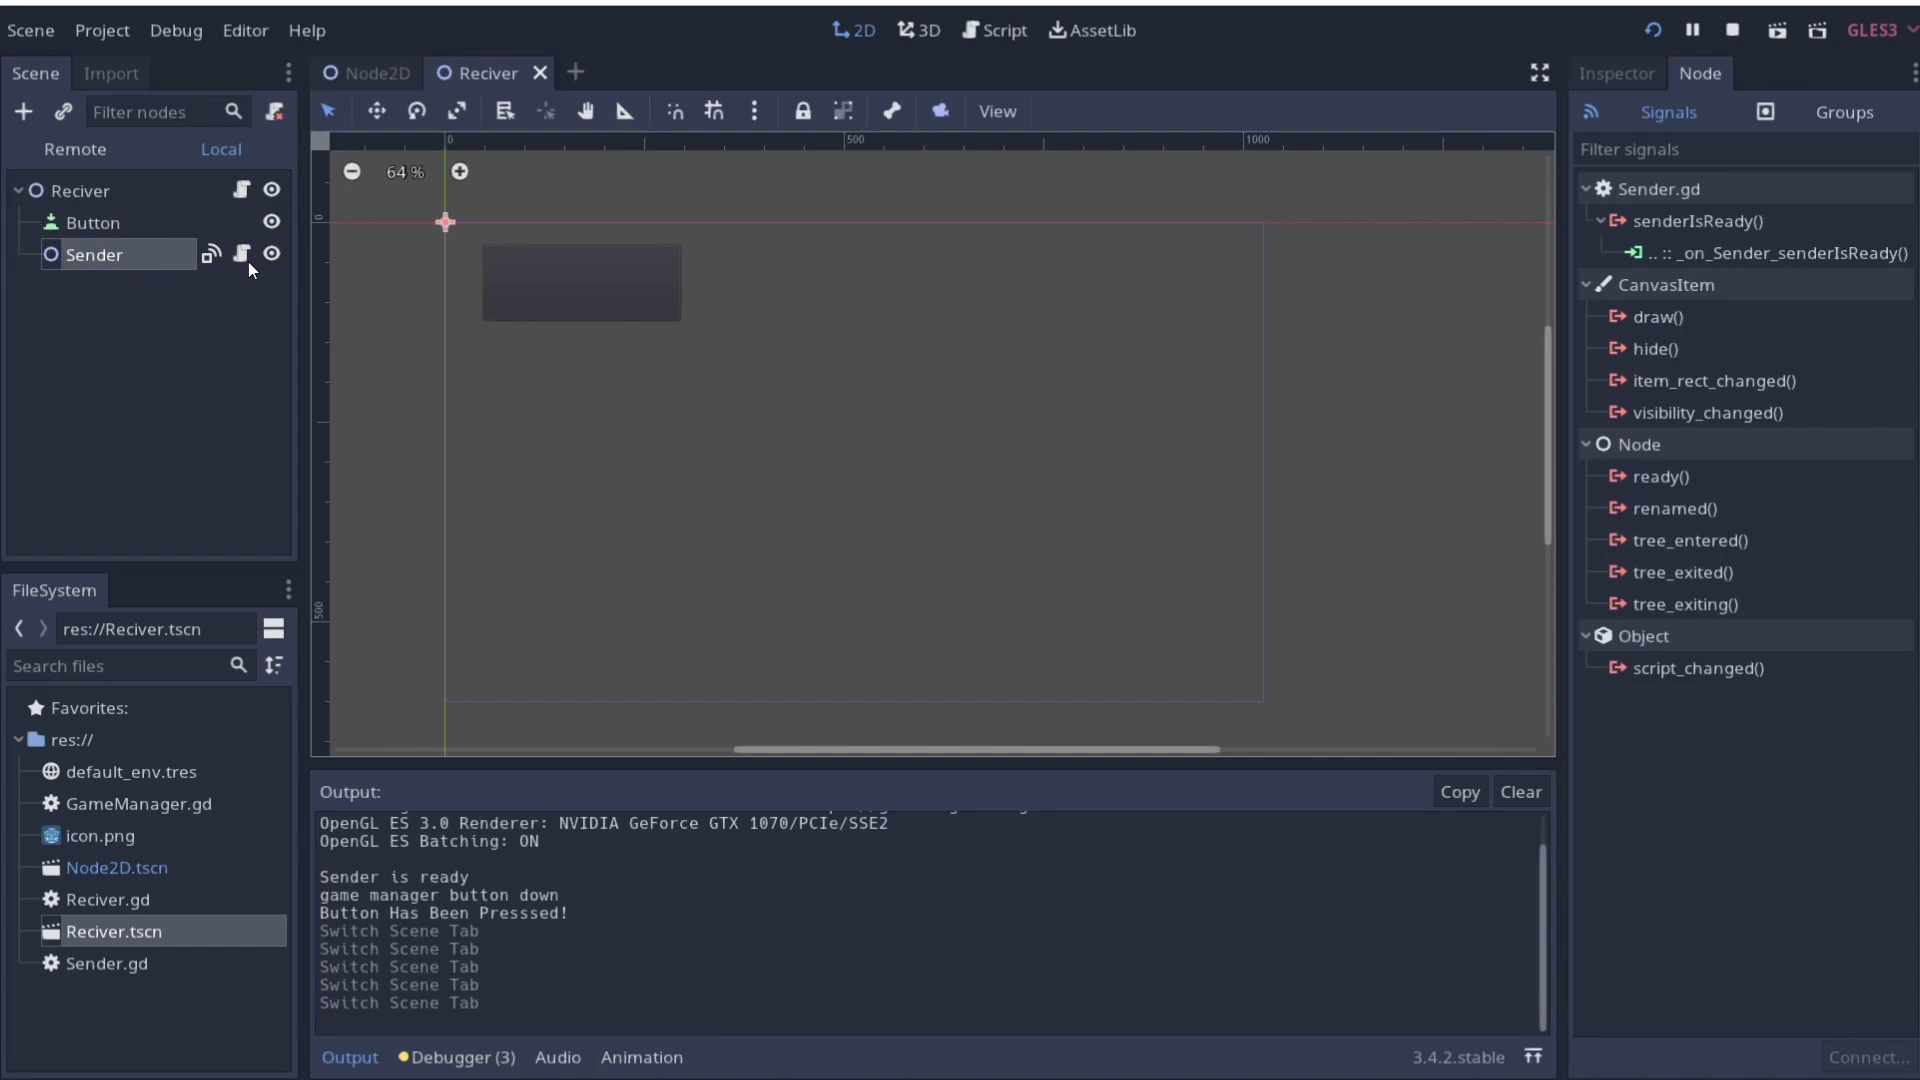 Scene Project Debug Editor Help
2D 3D Script AssetLib
GLES3
Scene Import
Node2D Reciver
Inspector Node
Filter nodes
View
Signals Groups
Remote Local
Filter signals
0 500 1000
64 %
0
500
Reciver
Button
Sender
Sender.gd
senderIsReady()
.. :: _on_Sender_senderIsReady()
CanvasItem
draw()
hide()
item_rect_changed()
visibility_changed()
Node
ready()
renamed()
tree_entered()
tree_exited()
tree_exiting()
Object
script_changed()
FileSystem
res://Reciver.tscn
Search files
Favorites:
res://
default_env.tres
GameManager.gd
icon.png
Node2D.tscn
Reciver.gd
Reciver.tscn
Sender.gd
Output:
Copy Clear
OpenGL ES 3.0 Renderer: NVIDIA GeForce GTX 1070/PCIe/SSE2
OpenGL ES Batching: ON
Sender is ready
game manager button down
Button Has Been Presssed!
Switch Scene Tab
Switch Scene Tab
Switch Scene Tab
Switch Scene Tab
Switch Scene Tab
Output Debugger (3) Audio Animation
3.4.2.stable
Connect...